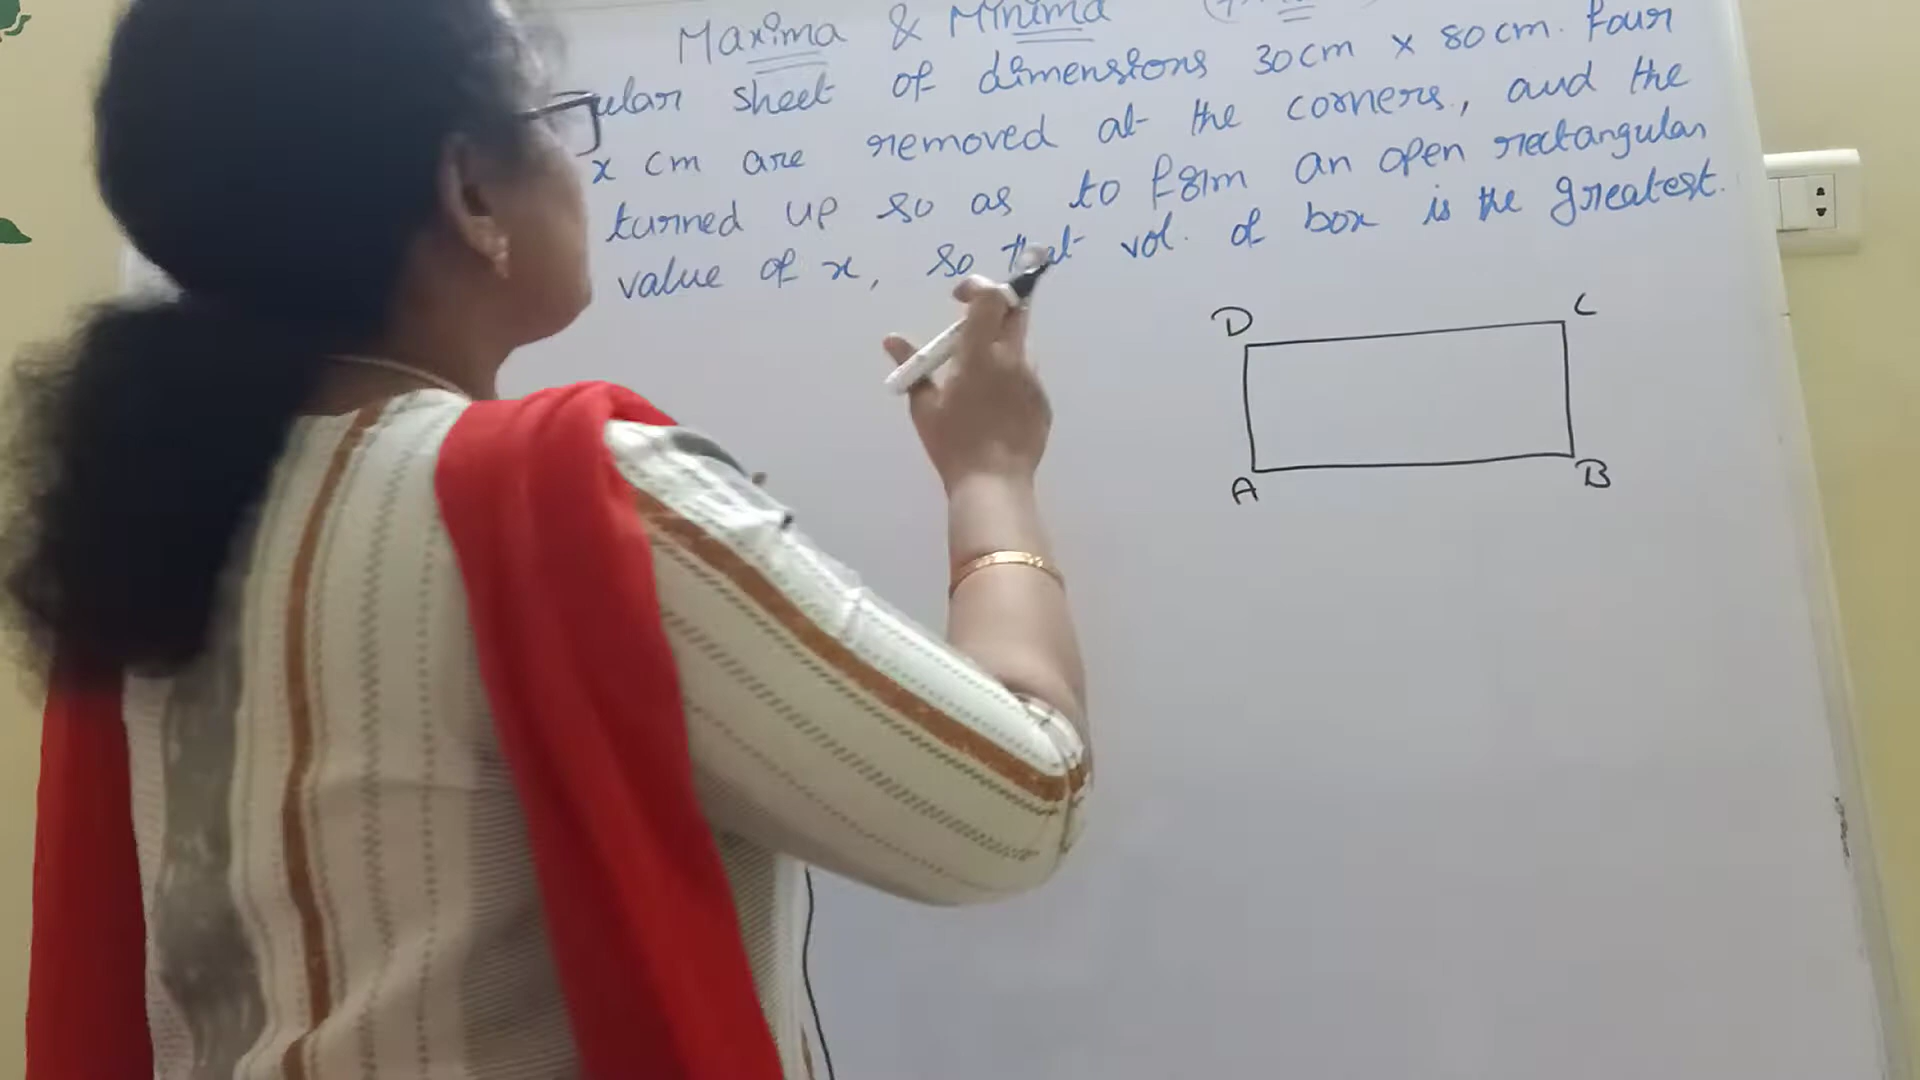 Maxima & Minima
ular sheet of dimensions 30cm x 80cm. Four
x cm are removed at the corners, and the
turned up so as to form an open rectangular
value of x, so that vol. of box is the greatest.
D C
A B